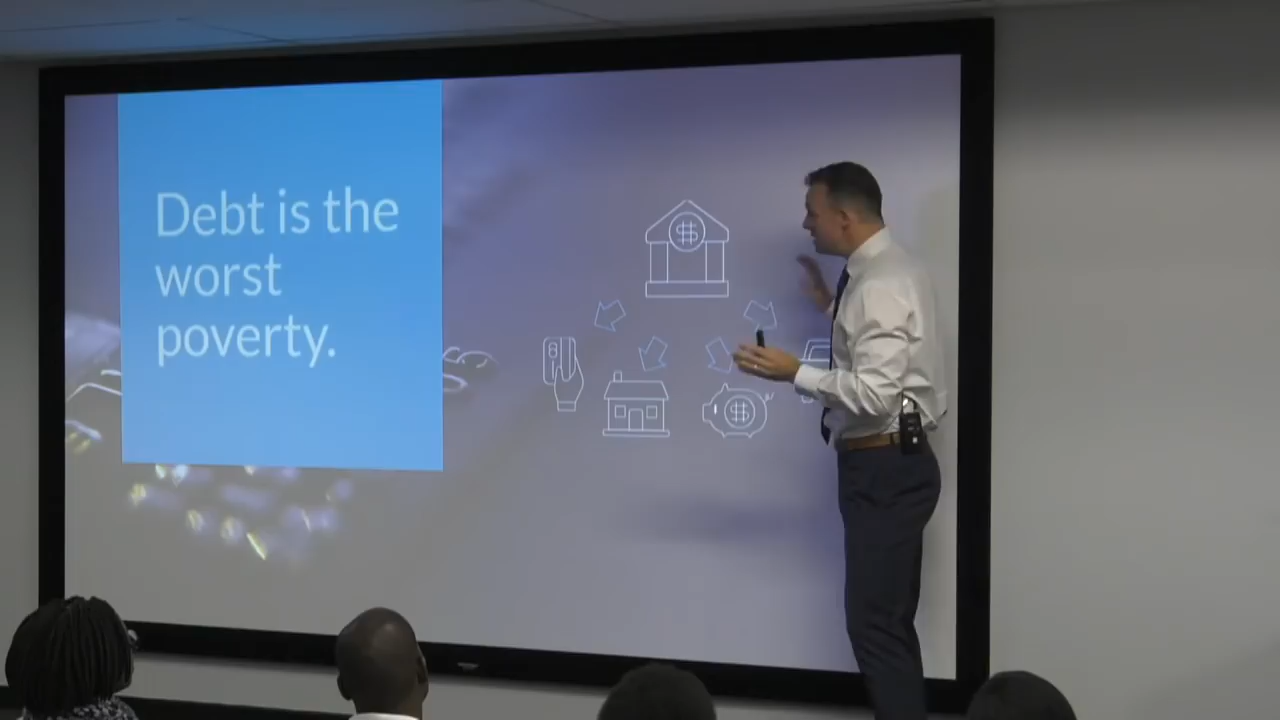 Debt is the
worst
poverty.
$
$